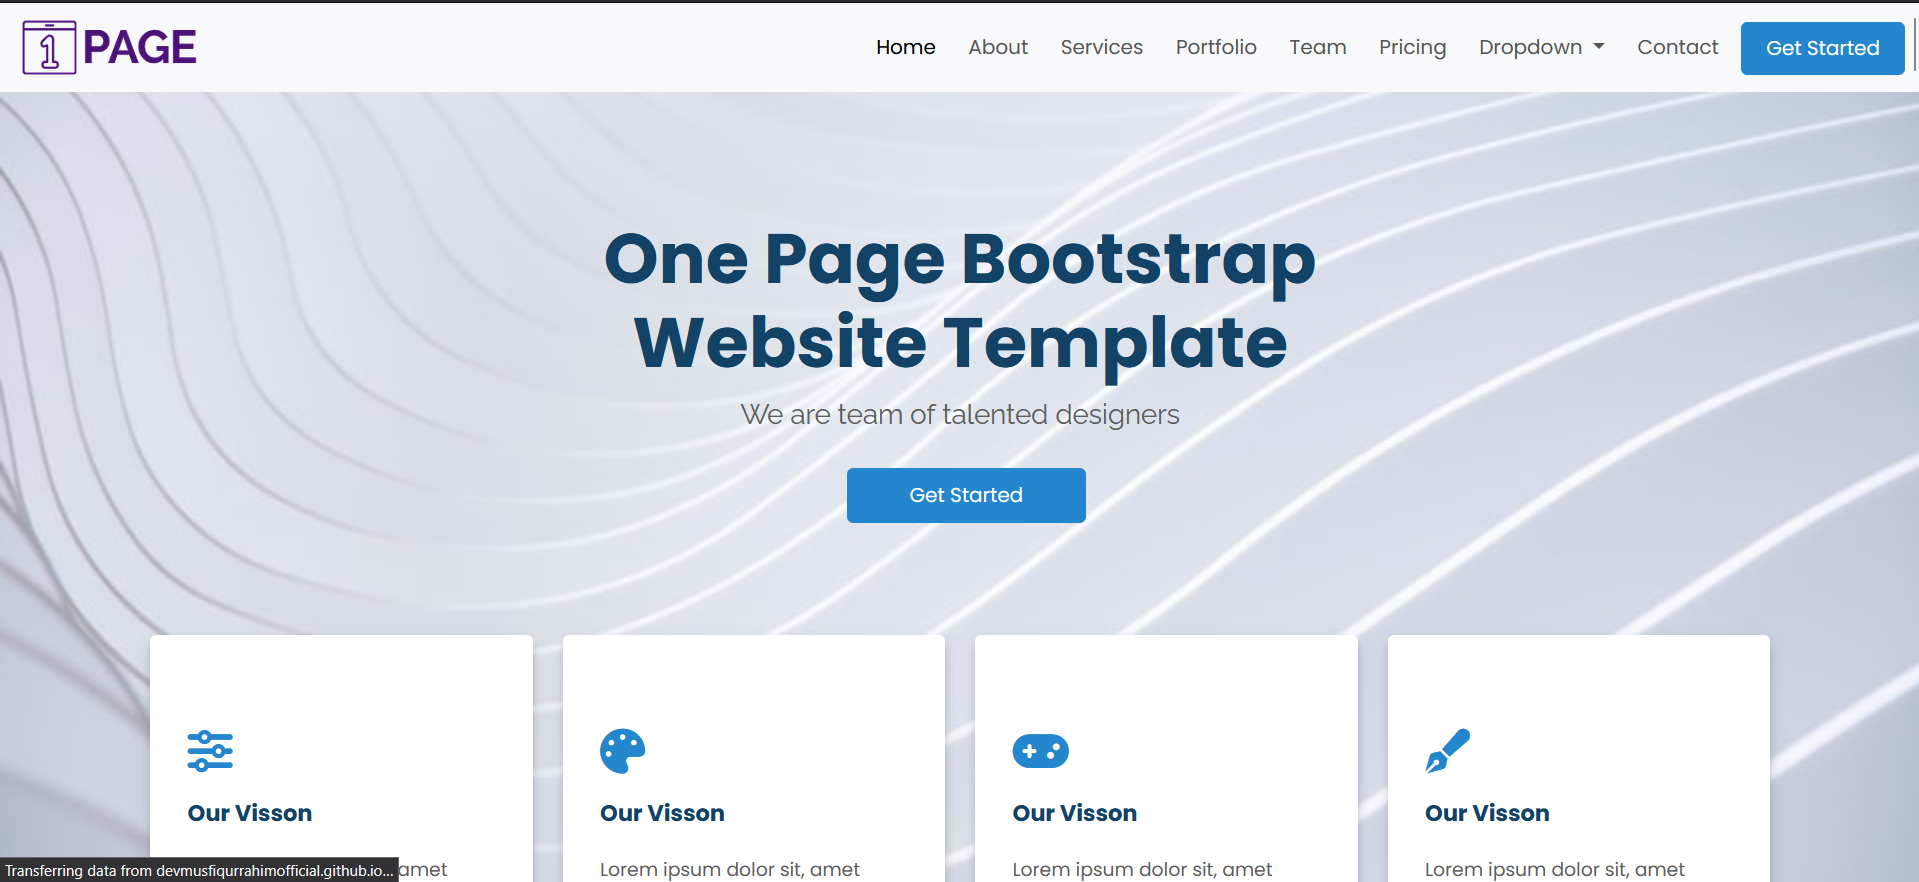 1 PAGE
Home About Services Portfolio Team Pricing Dropdown Contact Get Started
One Page Bootstrap
Website Template
We are team of talented designers
Get Started
Our Visson Our Visson Our Visson Our Visson
amet Lorem ipsum dolor sit, amet Lorem ipsum dolor sit, amet Lorem ipsum dolor sit, amet
Transferring data from devmusfiqurrahimofficial.github.io...